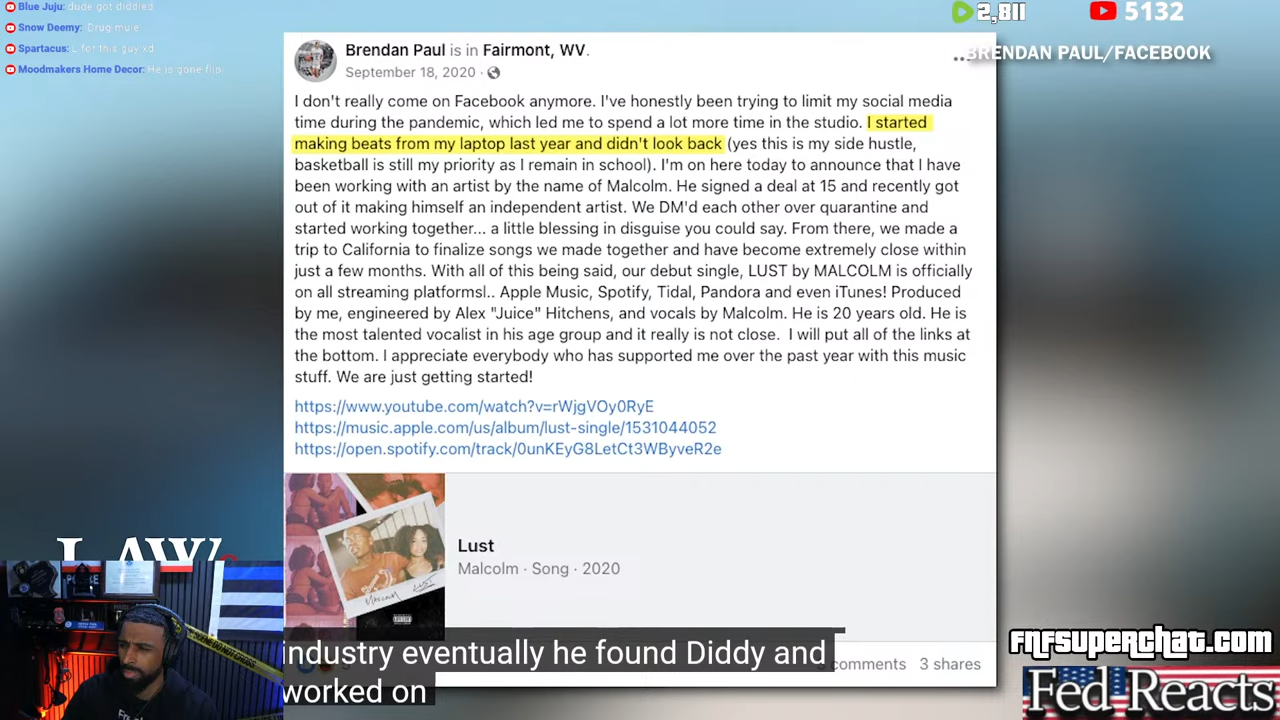 Blue Juju: dude got diddied
Snow Deemy: Drug mule
Spartacus: L for this guy xd
Moodmakers Home Decor: He is gone flip
2,811
5132
BRENDAN PAUL/FACEBOOK
Brendan Paul is in Fairmont, WV.
September 18, 2020 ·
I don't really come on Facebook anymore. I've honestly been trying to limit my social media
time during the pandemic, which led me to spend a lot more time in the studio. I started
making beats from my laptop last year and didn't look back (yes this is my side hustle,
basketball is still my priority as I remain in school). I'm on here today to announce that I have
been working with an artist by the name of Malcolm. He signed a deal at 15 and recently got
out of it making himself an independent artist. We DM'd each other over quarantine and
started working together... a little blessing in disguise you could say. From there, we made a
trip to California to finalize songs we made together and have become extremely close within
just a few months. With all of this being said, our debut single, LUST by MALCOLM is officially
on all streaming platformsl.. Apple Music, Spotify, Tidal, Pandora and even iTunes! Produced
by me, engineered by Alex "Juice" Hitchens, and vocals by Malcolm. He is 20 years old. He is
the most talented vocalist in his age group and it really is not close. I will put all of the links at
the bottom. I appreciate everybody who has supported me over the past year with this music
stuff. We are just getting started!
https://www.youtube.com/watch?v=rWjgVOy0RyE
https://music.apple.com/us/album/lust-single/1531044052
https://open.spotify.com/track/0unKEyG8LetCt3WByveR2e
MALCOLM
LUST
Lust
Malcolm · Song · 2020
LAW
industry eventually he found Diddy and
worked on
comments 3 shares
FNFSUPERCHAT.COM
Fed-Reacts